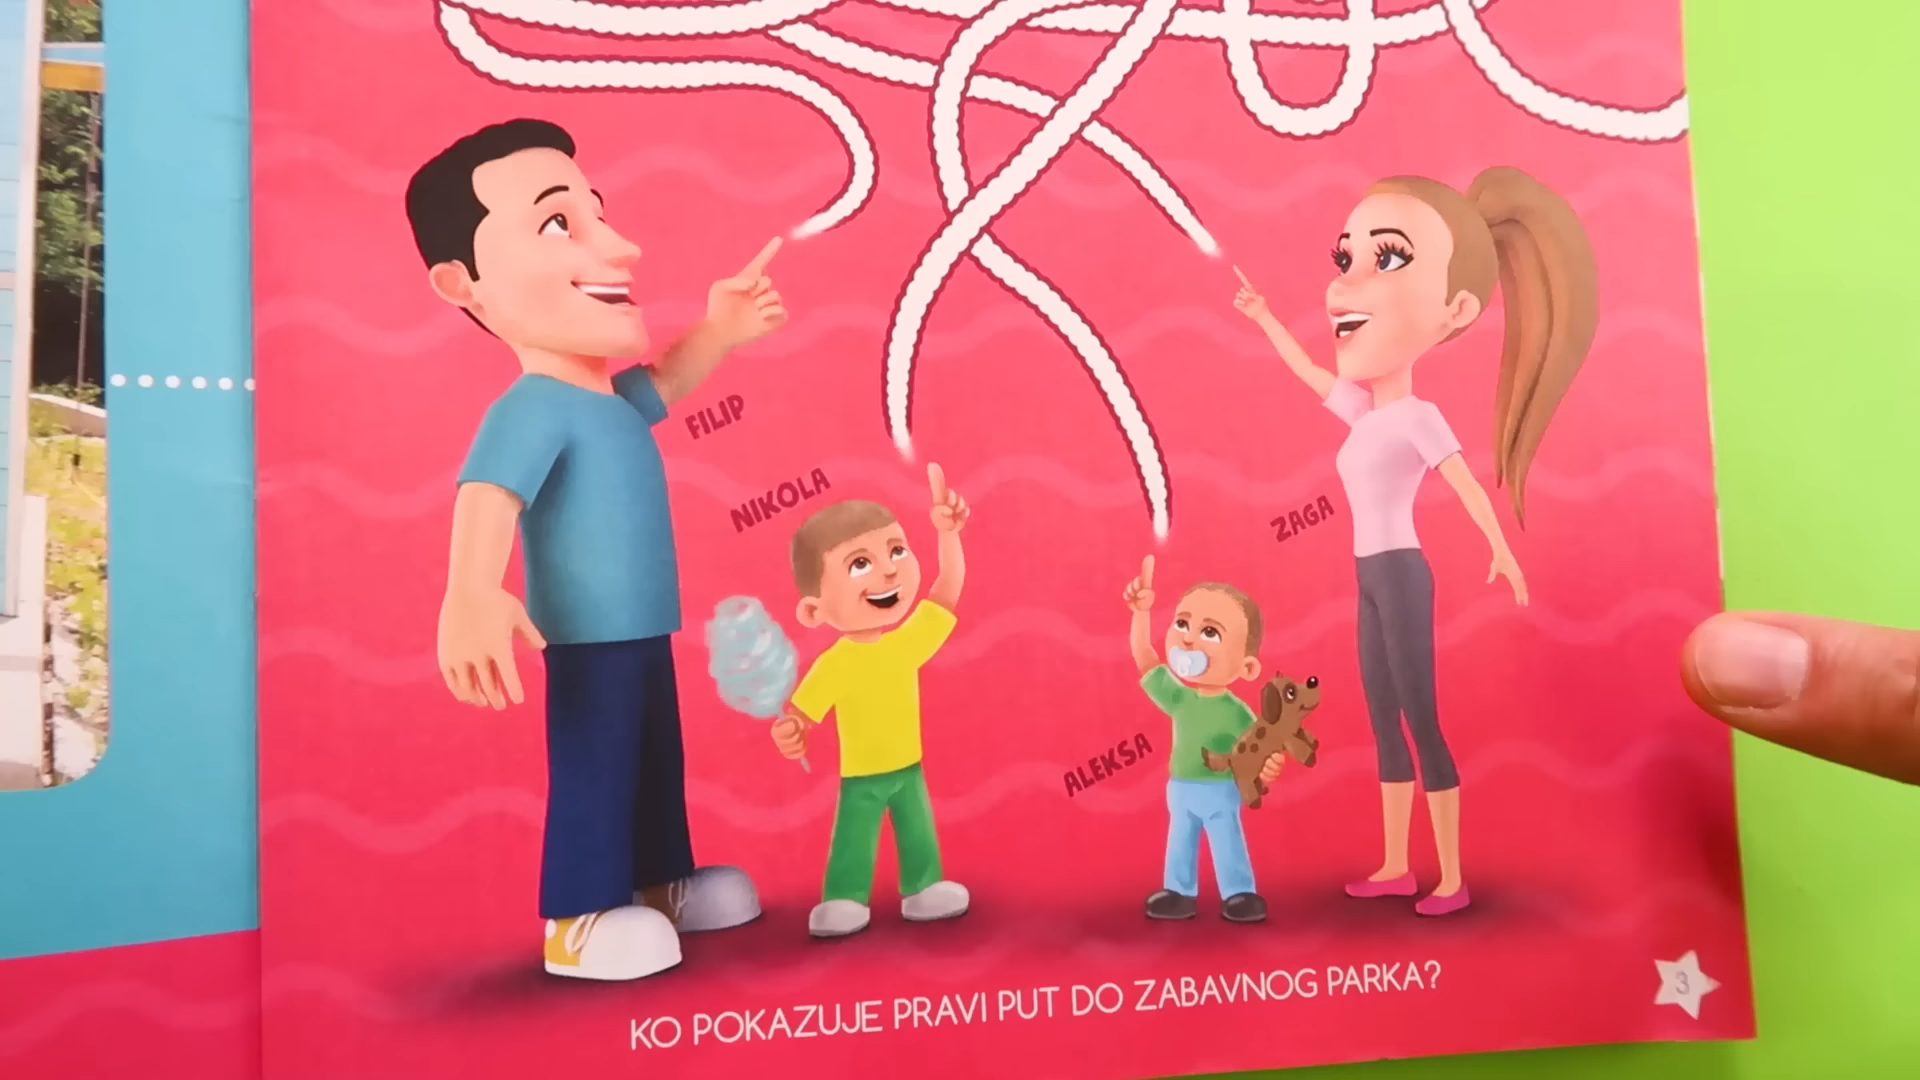 FILIP
NIKOLA
ZAGA
ALEKSA
KO POKAZUJE PRAVI PUT DO ZABAVNOG PARKA?
3